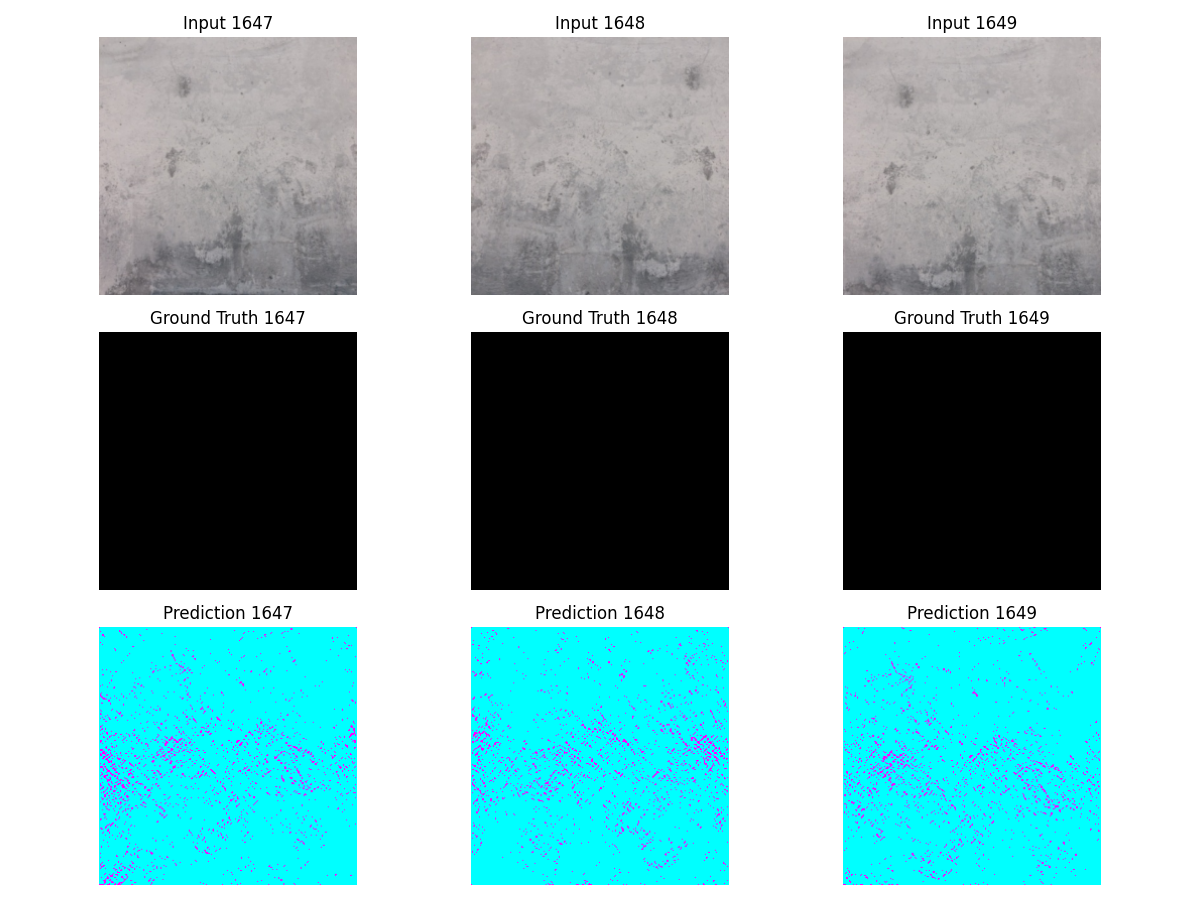 Input 1647
Input 1648
Input 1649
Ground Truth 1647
Ground Truth 1648
Ground Truth 1649
Prediction 1647
Prediction 1648
Prediction 1649